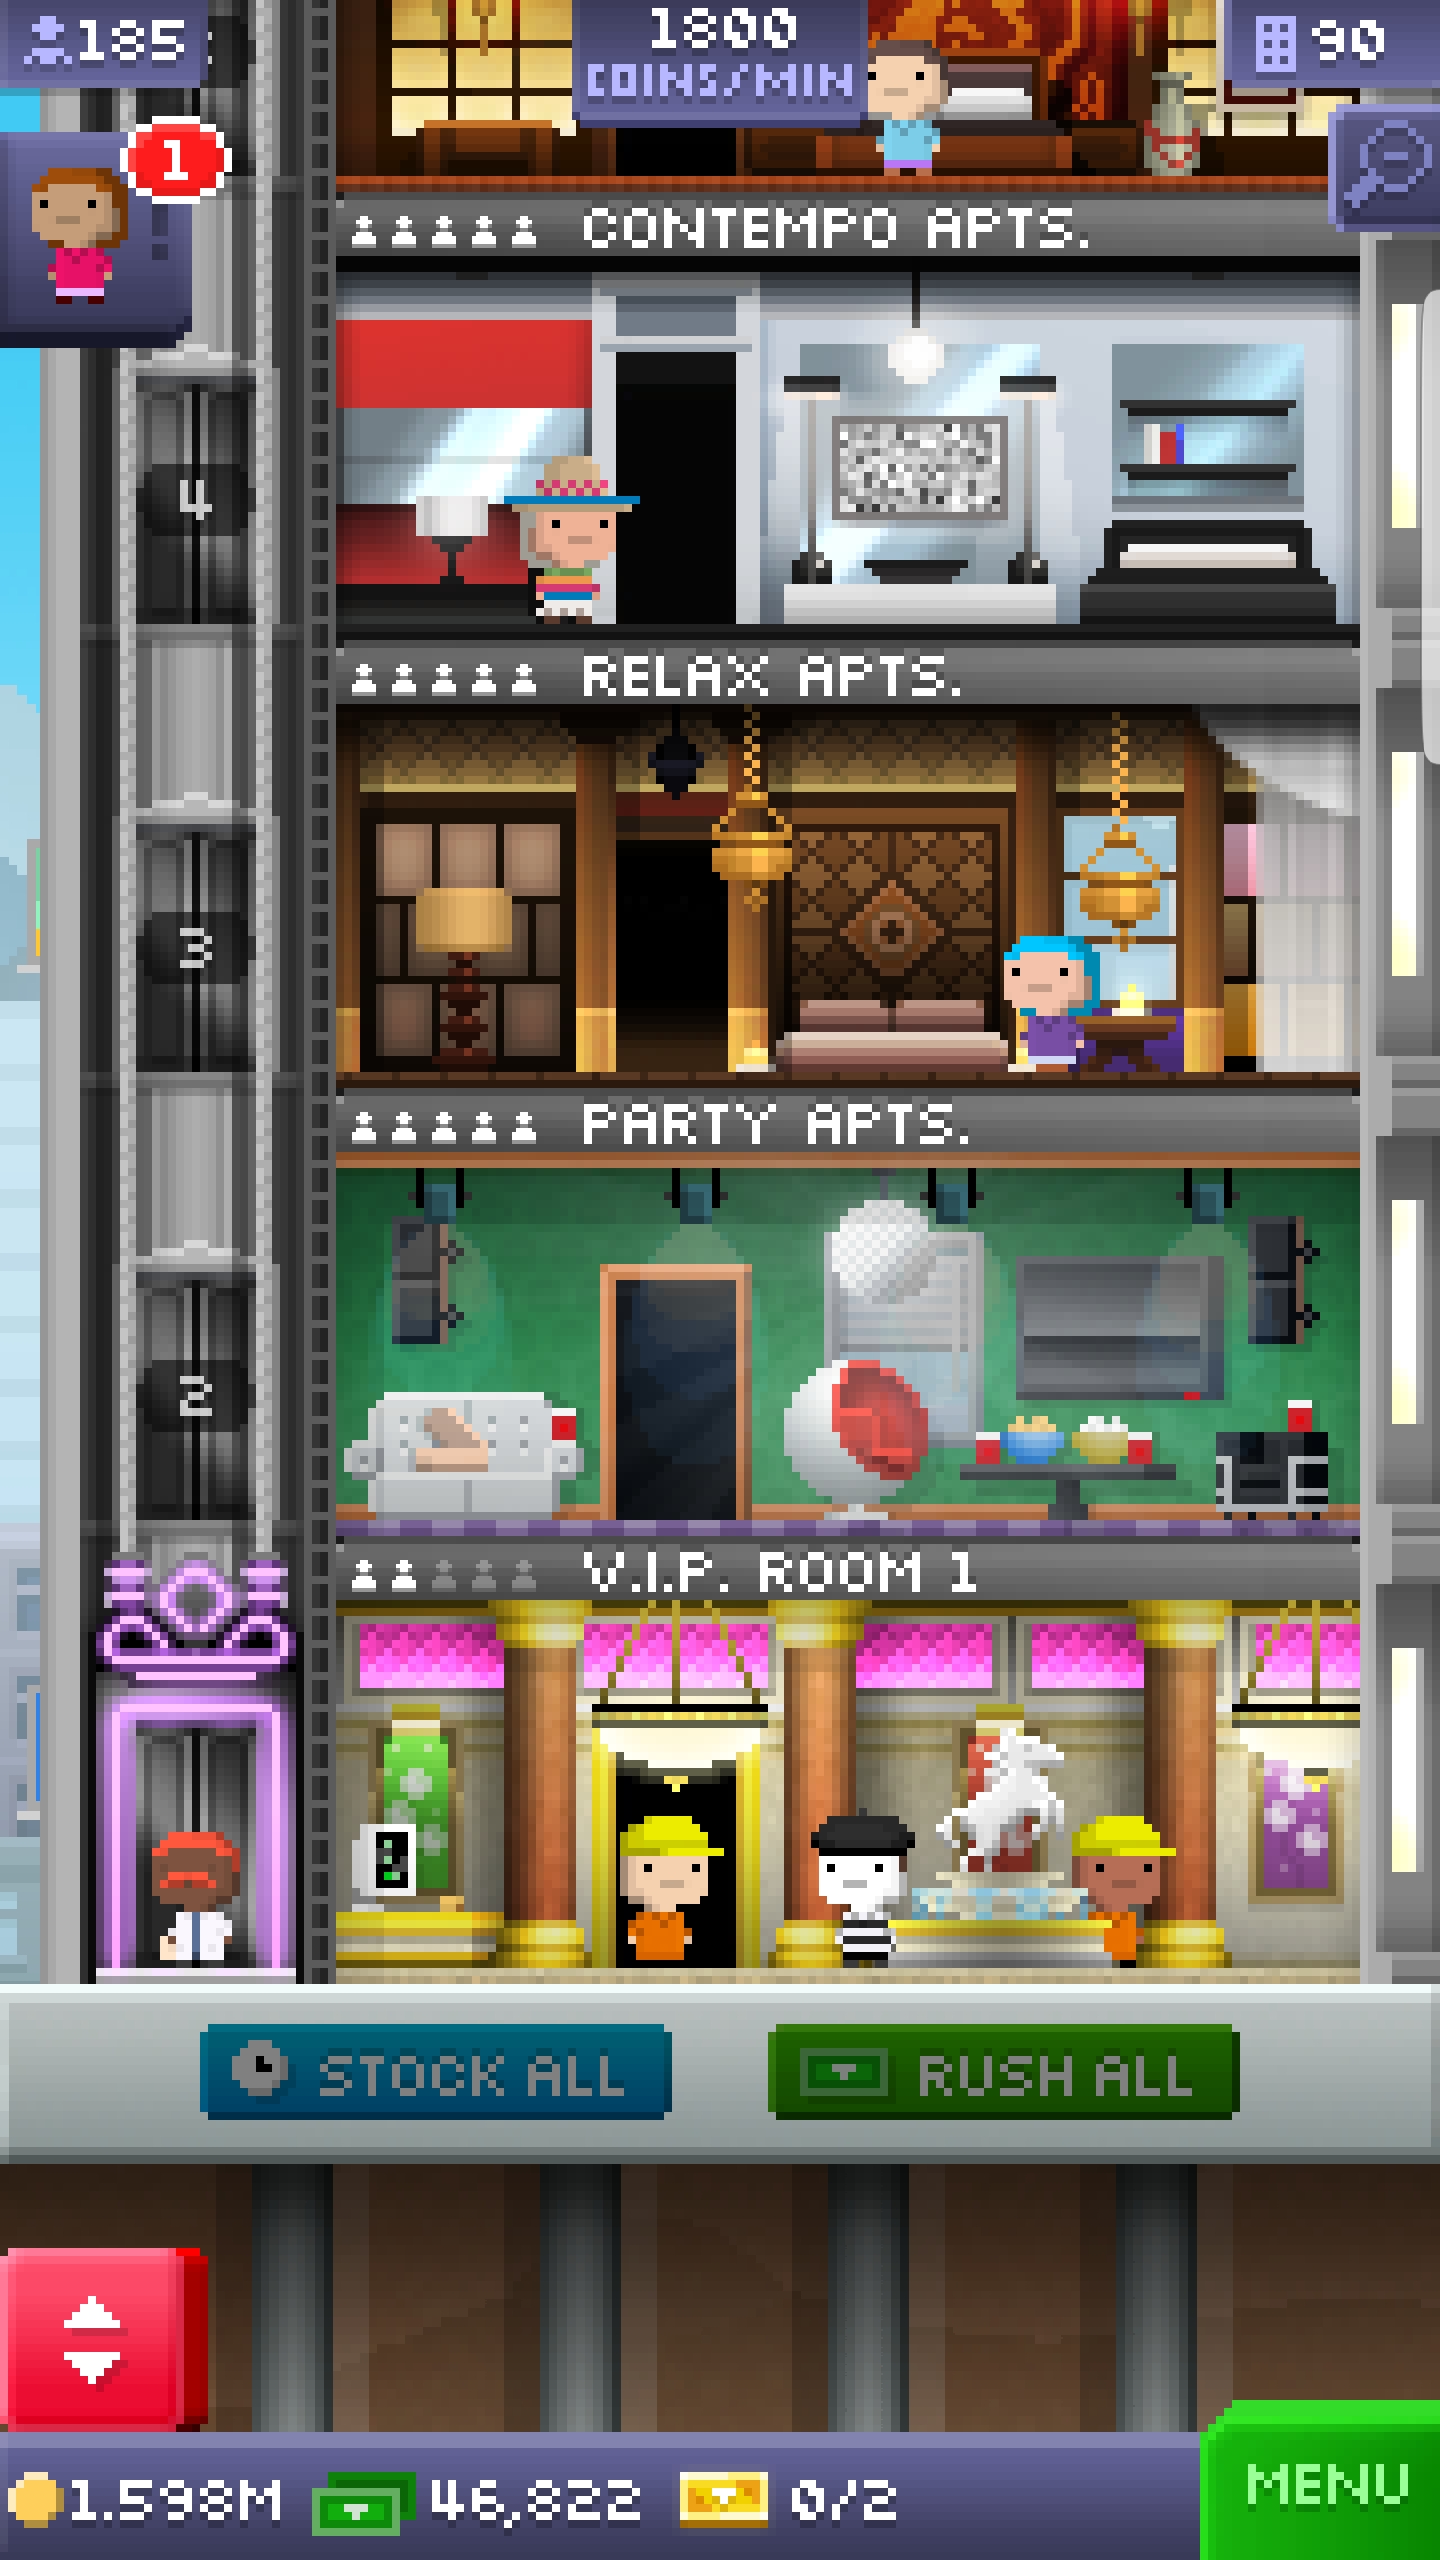 185
1800
COINS/MIN
90
1
CONTEMPO APTS.
4
RELAX APTS.
3
PARTY APTS.
2
V.I.P. ROOM 1
STOCK ALL
RUSH ALL
1.598M
46,822
0/2
MENU